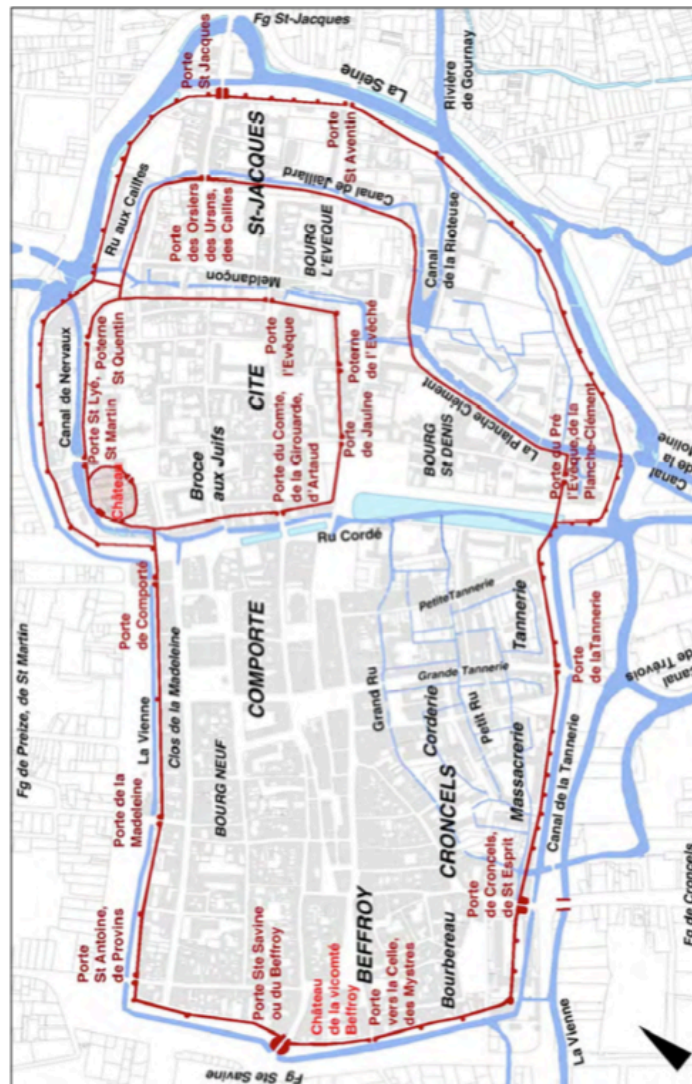 Fg de Preize, de St Martin
Canal de Nervaux
Porte
St Antoine,
de Provins
Porte de la
Madeleine
La Vienne
Porte
de Comporté
Clos de la Madeleine
Château
Porte St Lyé,
St Martin
Poterne
St Quentin
Ru aux Cailles
Porte
St Jacques
Fg St-Jacques
Porte
des Orsiers
des Ursns,
des Cailles
ST-JACQUES
BOURG NEUF
COMPORTE
Broce
aux Juifs
CITE
Meldançon
BOURG
L'EVEQUE
Canal de Jaillard
Porte
St Aventin
La Seine
Rivière
de Gournay
Fg Ste Savine
Porte Ste Savine
ou du Beffroy
Château
de la vicomté
Beffroy
BEFFROY
Porte
vers la Celle,
des Mystres
Porte du Comte,
de la Girouarde,
d'Artaud
Porte
l'Evêque
Porte
de Jaulne
Poterne
de l'Evêché
Canal
de la Rioteuse
Ru Cordé
BOURG
St DENIS
La Planche Clément
Bourbereau
CRONCELS
Grand Ru
Corderie
Petit Ru
Massacrerie
Grande Tannerie
Petite Tannerie
Tannerie
Porte
de Croncels,
de St Esprit
Porte du Pré
l'Evêque, de la
Planche-Clément
Canal
de la
Moline
La Vienne
Canal de la Tannerie
Porte
de la Tannerie
Canal
de Trévois
Fg de Croncels